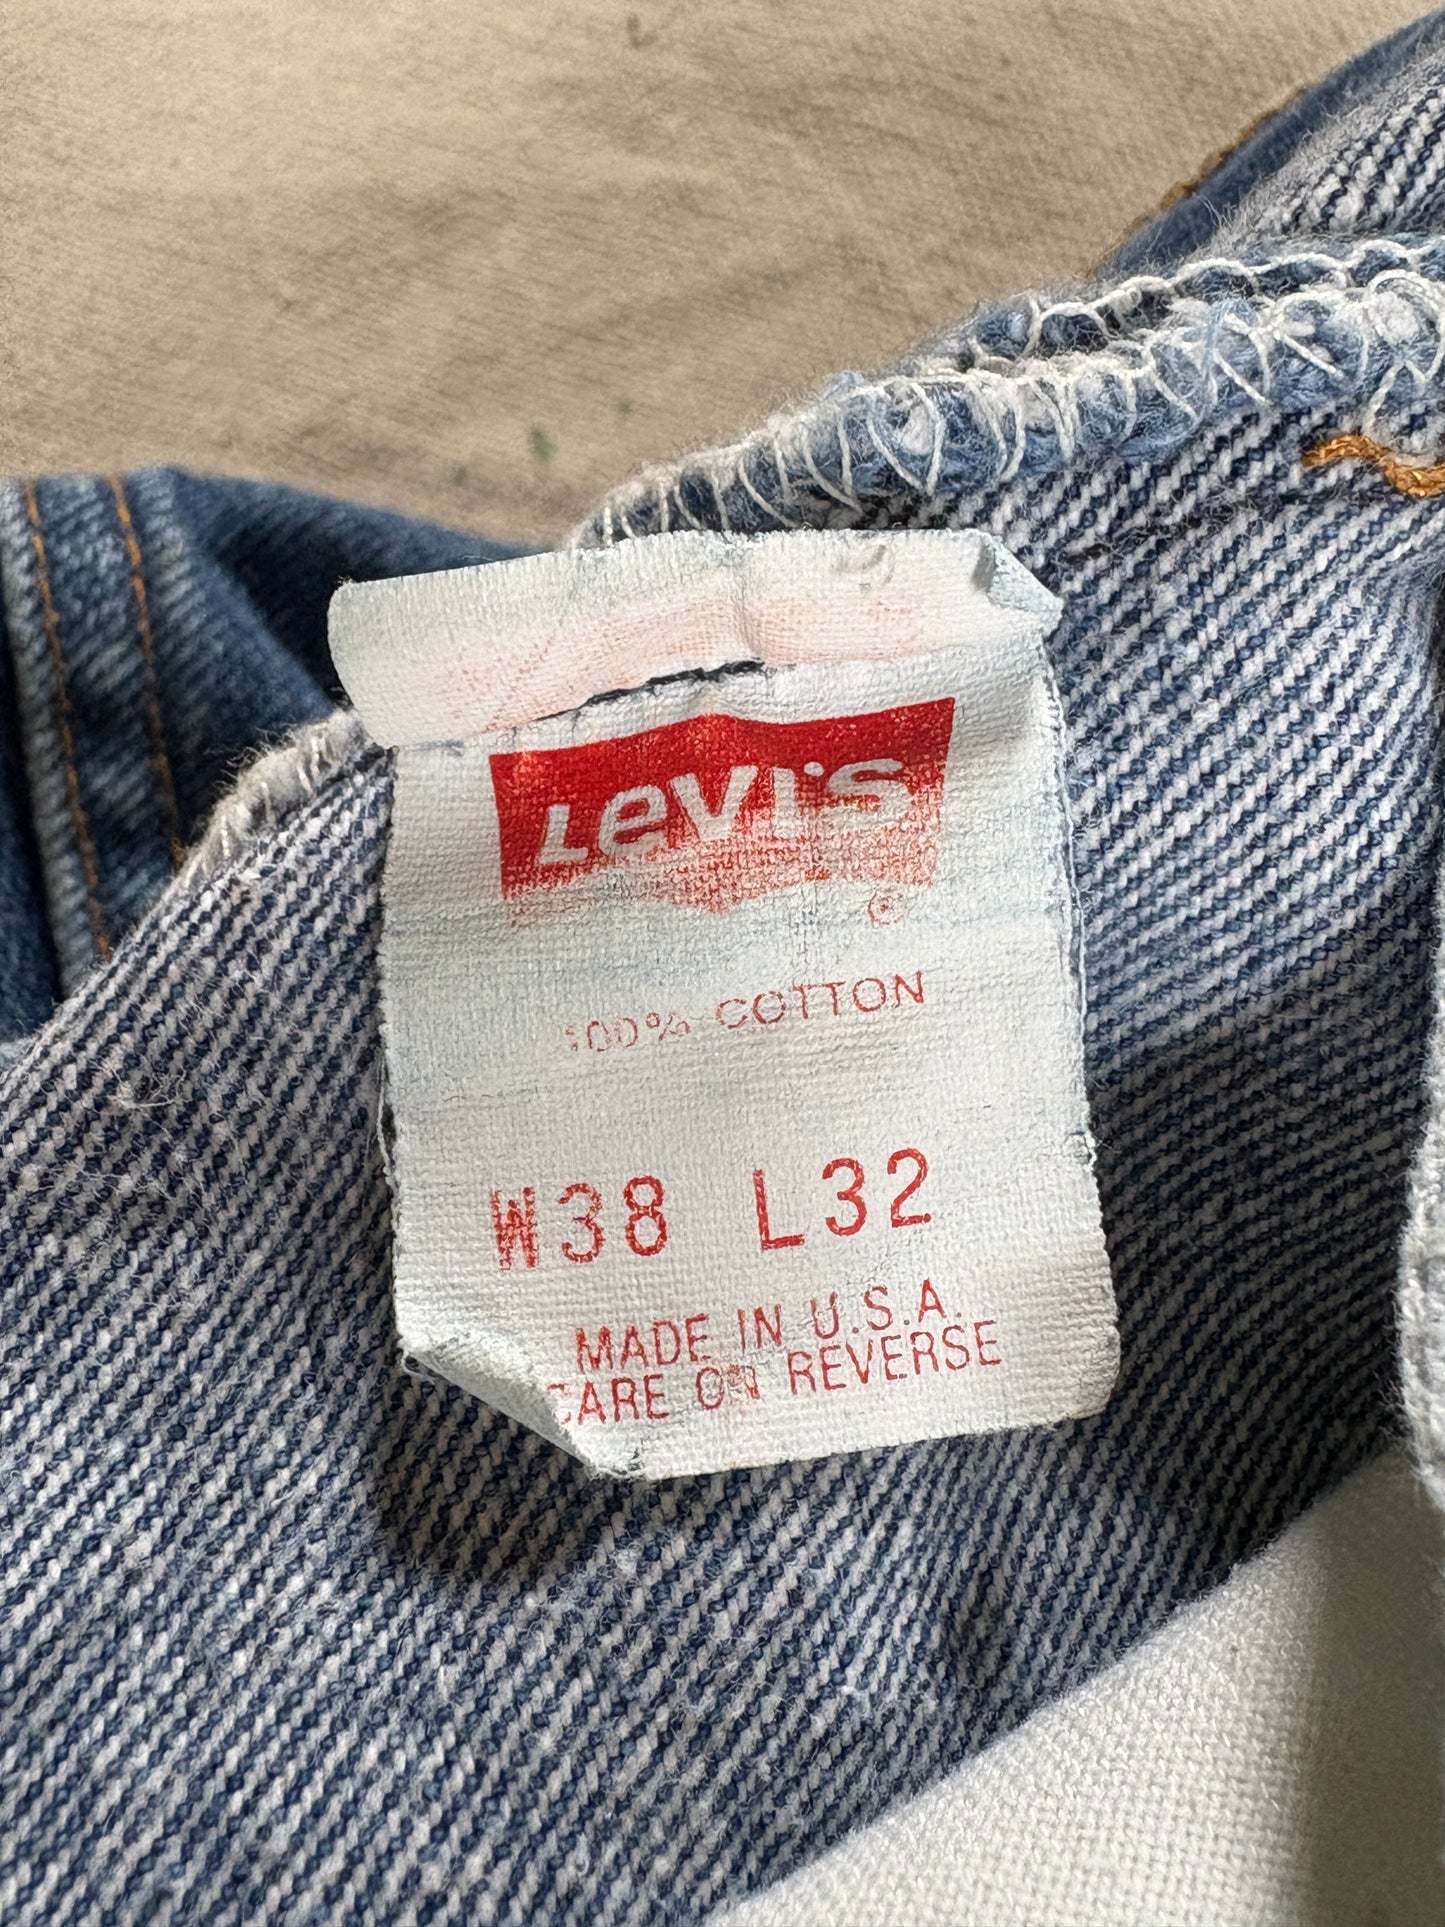 Levi's
®
100% COTTON
W38 L32
MADE IN U.S.A.
CARE ON REVERSE